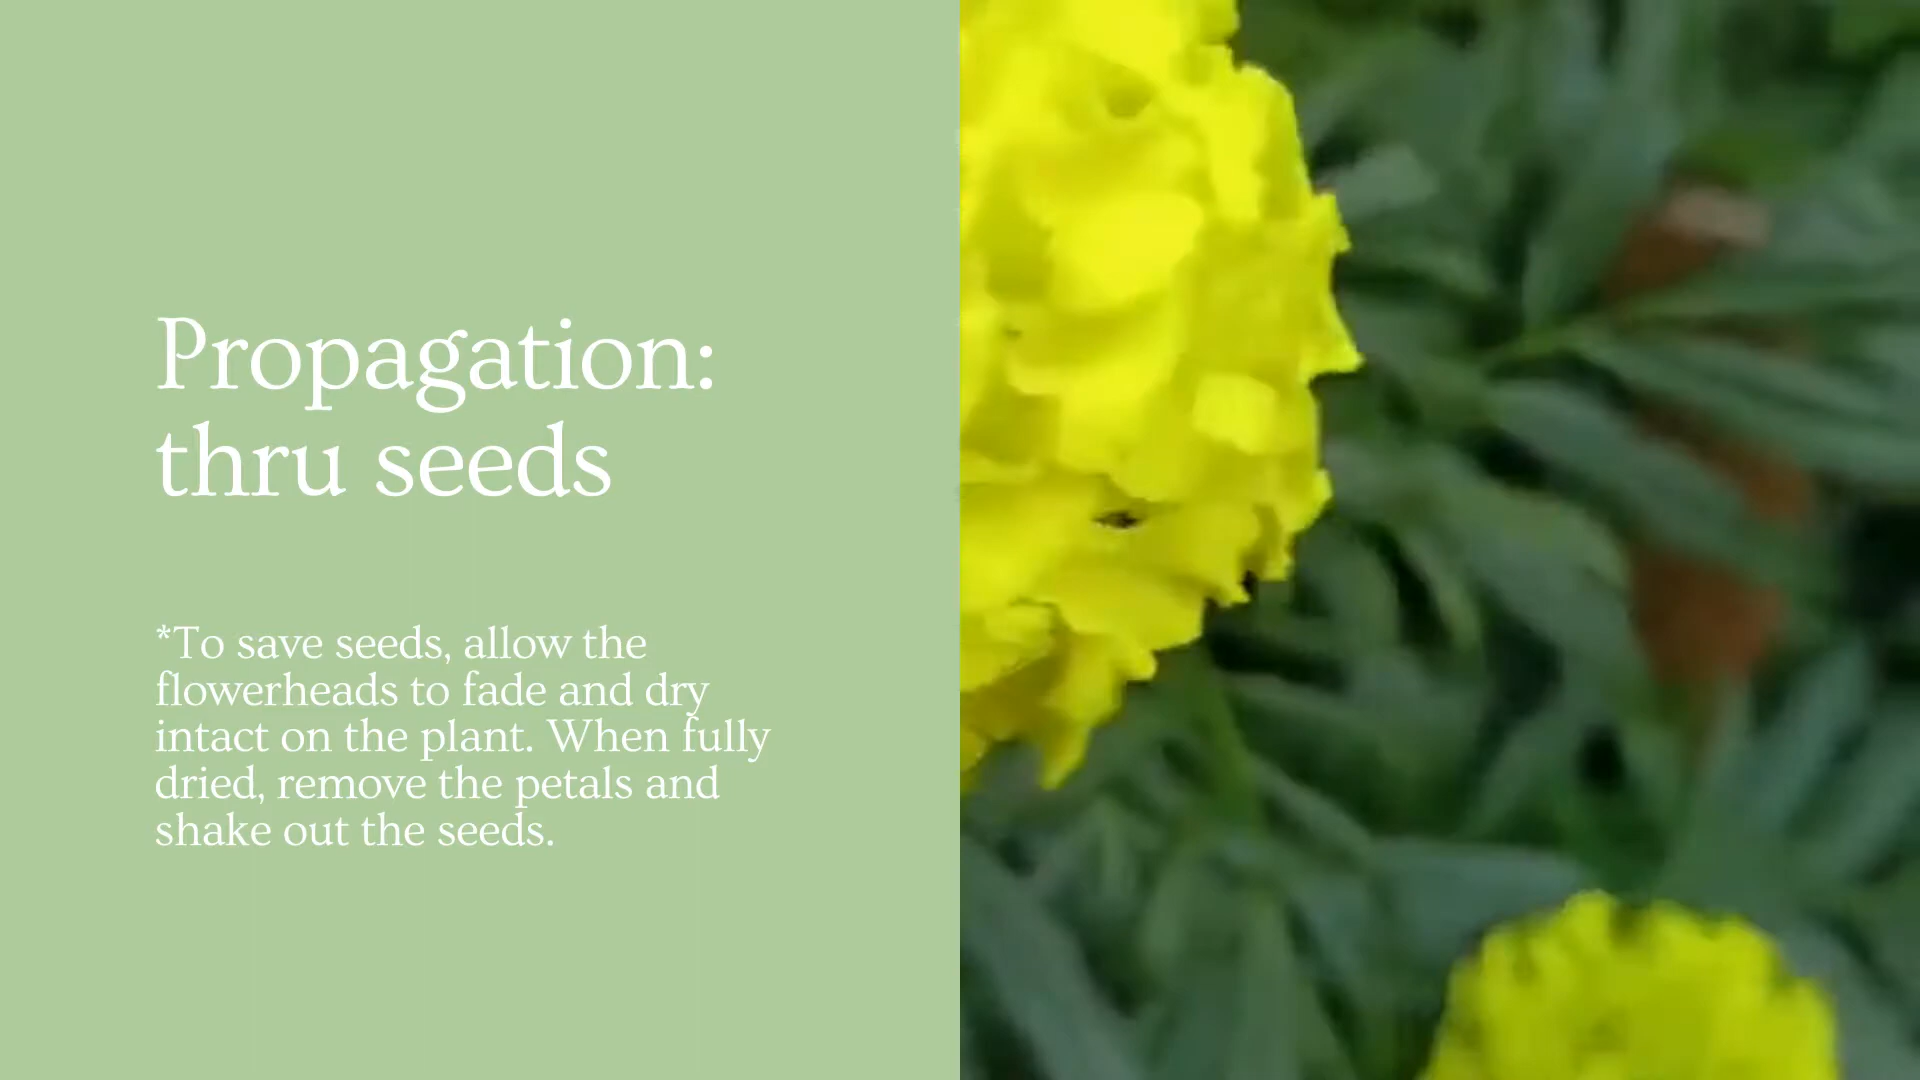 Propagation:
thru seeds
*To save seeds, allow the
flowerheads to fade and dry
intact on the plant. When fully
dried, remove the petals and
shake out the seeds.